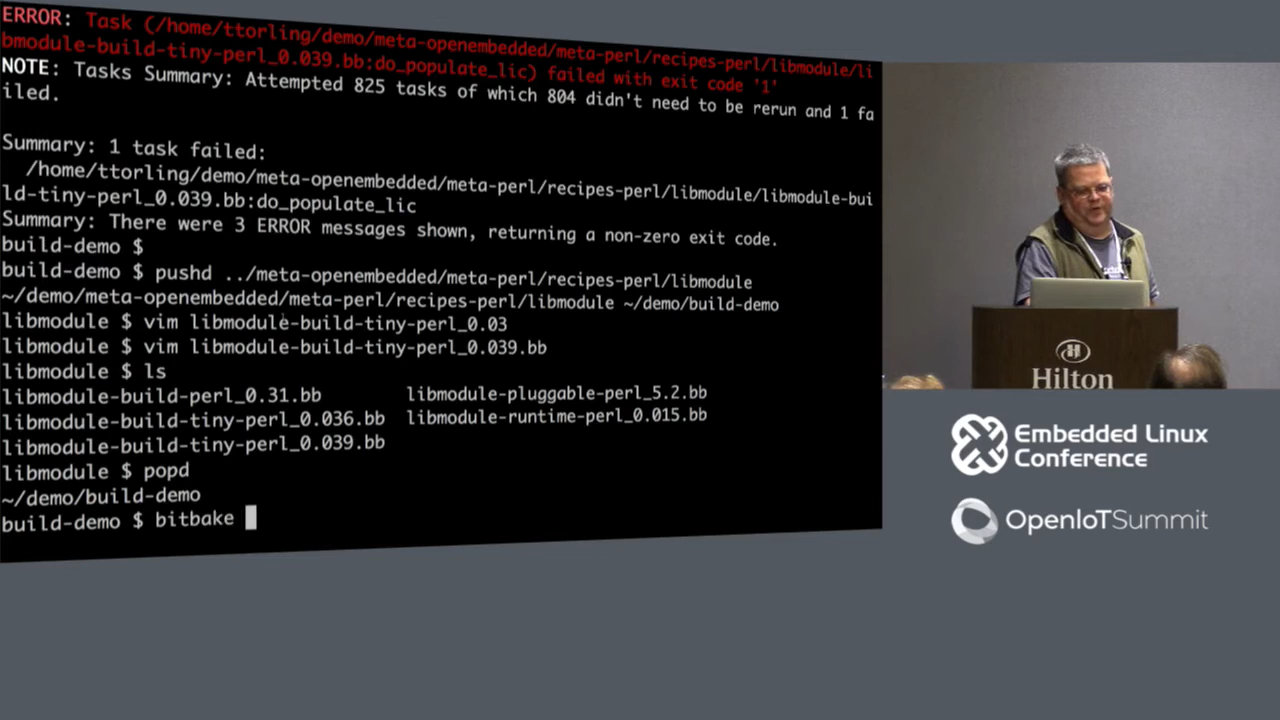 ERROR: Task (/home/ttorling/demo/meta-openembedded/meta-perl/recipes-perl/libmodule/li
bmodule-build-tiny-perl_0.039.bb:do_populate_lic) failed with exit code '1'
NOTE: Tasks Summary: Attempted 825 tasks of which 804 didn't need to be rerun and 1 fa
iled.
Summary: 1 task failed:
/home/ttorling/demo/meta-openembedded/meta-perl/recipes-perl/libmodule/libmodule-bui
ld-tiny-perl_0.039.bb:do_populate_lic
Summary: There were 3 ERROR messages shown, returning a non-zero exit code.
build-demo $
build-demo $ pushd ../meta-openembedded/meta-perl/recipes-perl/libmodule
~/demo/meta-openembedded/meta-perl/recipes-perl/libmodule ~/demo/build-demo
libmodule $ vim libmodule-build-tiny-perl_0.03
libmodule $ vim libmodule-build-tiny-perl_0.039.bb
libmodule $ ls
libmodule-build-perl_0.31.bb libmodule-pluggable-perl_5.2.bb
libmodule-build-tiny-perl_0.036.bb libmodule-runtime-perl_0.015.bb
libmodule-build-tiny-perl_0.039.bb
libmodule $ popd
~/demo/build-demo
build-demo $ bitbake
Hilton
Embedded Linux
Conference
OpenIoTSummit